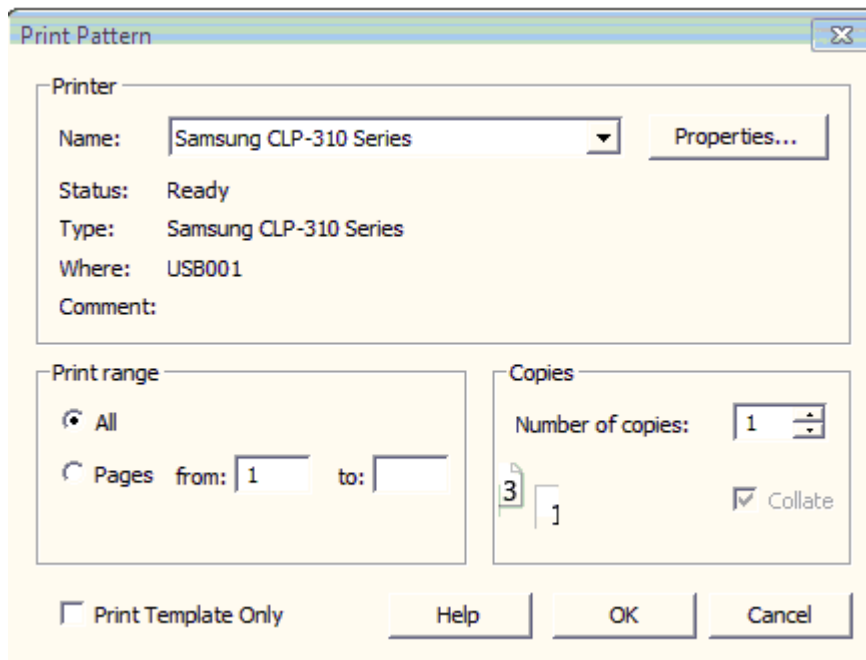 Print Pattern
Printer
Name: Samsung CLP-310 Series Properties...
Status: Ready
Type: Samsung CLP-310 Series
Where: USB001
Comment:
Print range
All
Pages from: 1 to:
Copies
Number of copies: 1
3 1 Collate
Print Template Only Help OK Cancel